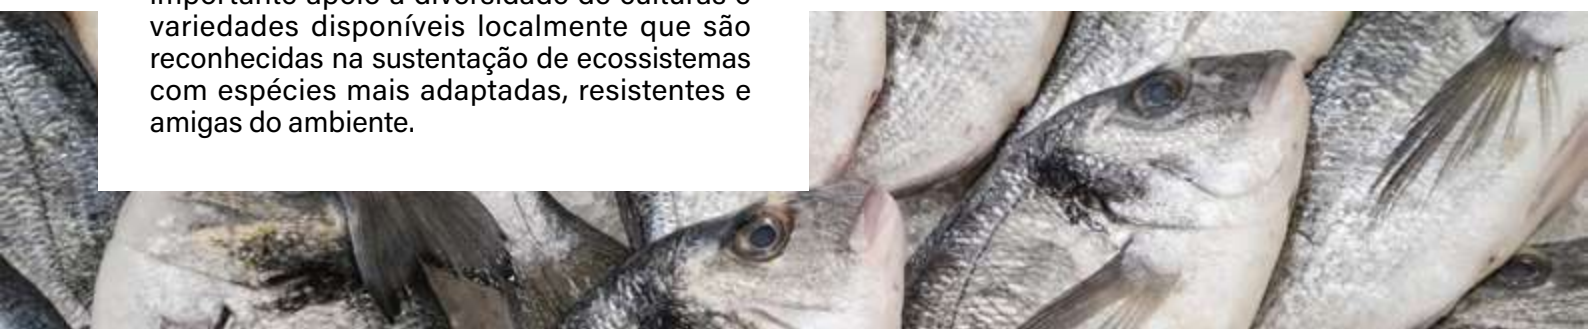 importante apoio à diversidade de culturas e
variedades disponíveis localmente que são
reconhecidas na sustentação de ecossistemas
com espécies mais adaptadas, resistentes e
amigas do ambiente.